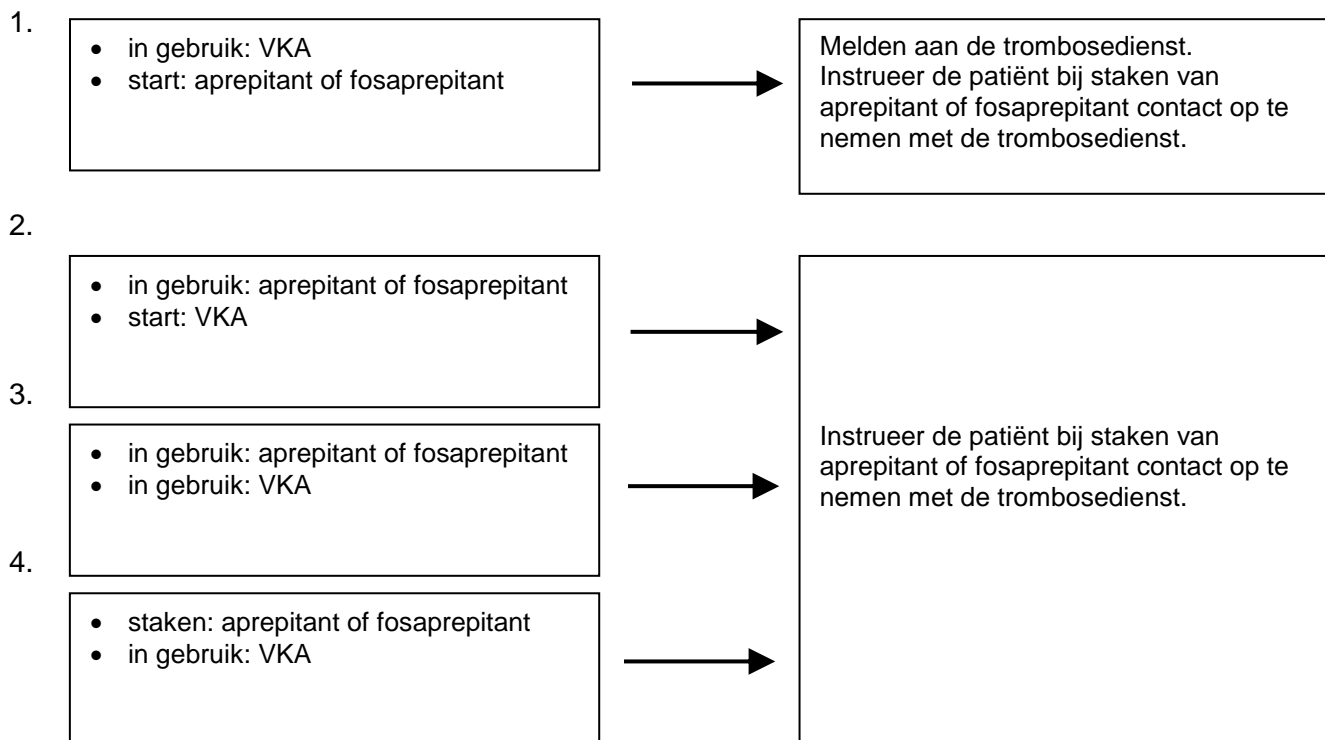 1.
• in gebruik: VKA
• start: aprepitant of fosaprepitant
Melden aan de trombosedienst.
Instrueer de patiënt bij staken van
aprepitant of fosaprepitant contact op te
nemen met de trombosedienst.
2.
• in gebruik: aprepitant of fosaprepitant
• start: VKA
3.
• in gebruik: aprepitant of fosaprepitant
• in gebruik: VKA
Instrueer de patiënt bij staken van
aprepitant of fosaprepitant contact op te
nemen met de trombosedienst.
4.
• staken: aprepitant of fosaprepitant
• in gebruik: VKA